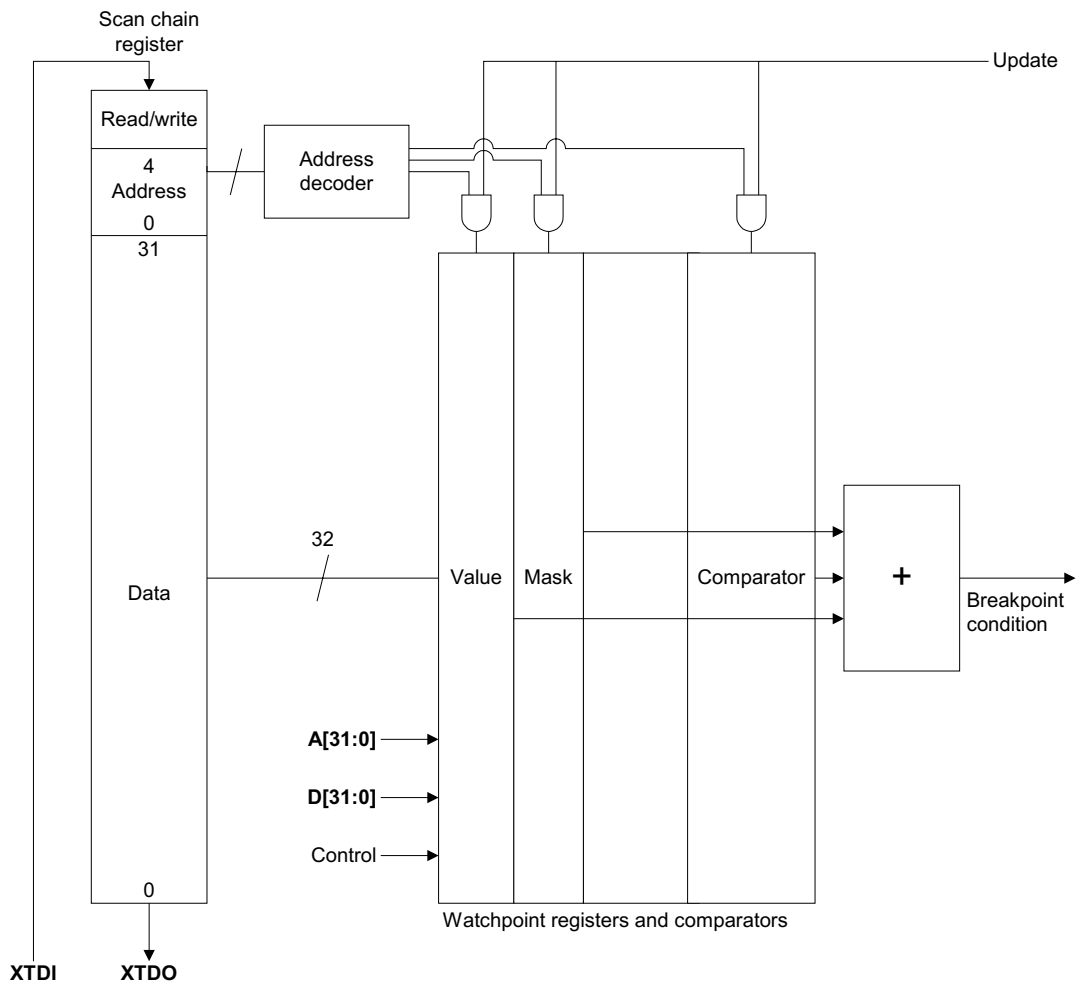 Scan chain
register
Update
Read/write
4
Address
0
Address
decoder
31
32
Data
Value
Mask
Comparator
+
Breakpoint
condition
A[31:0]
D[31:0]
Control
0
Watchpoint registers and comparators
XTDI
XTDO